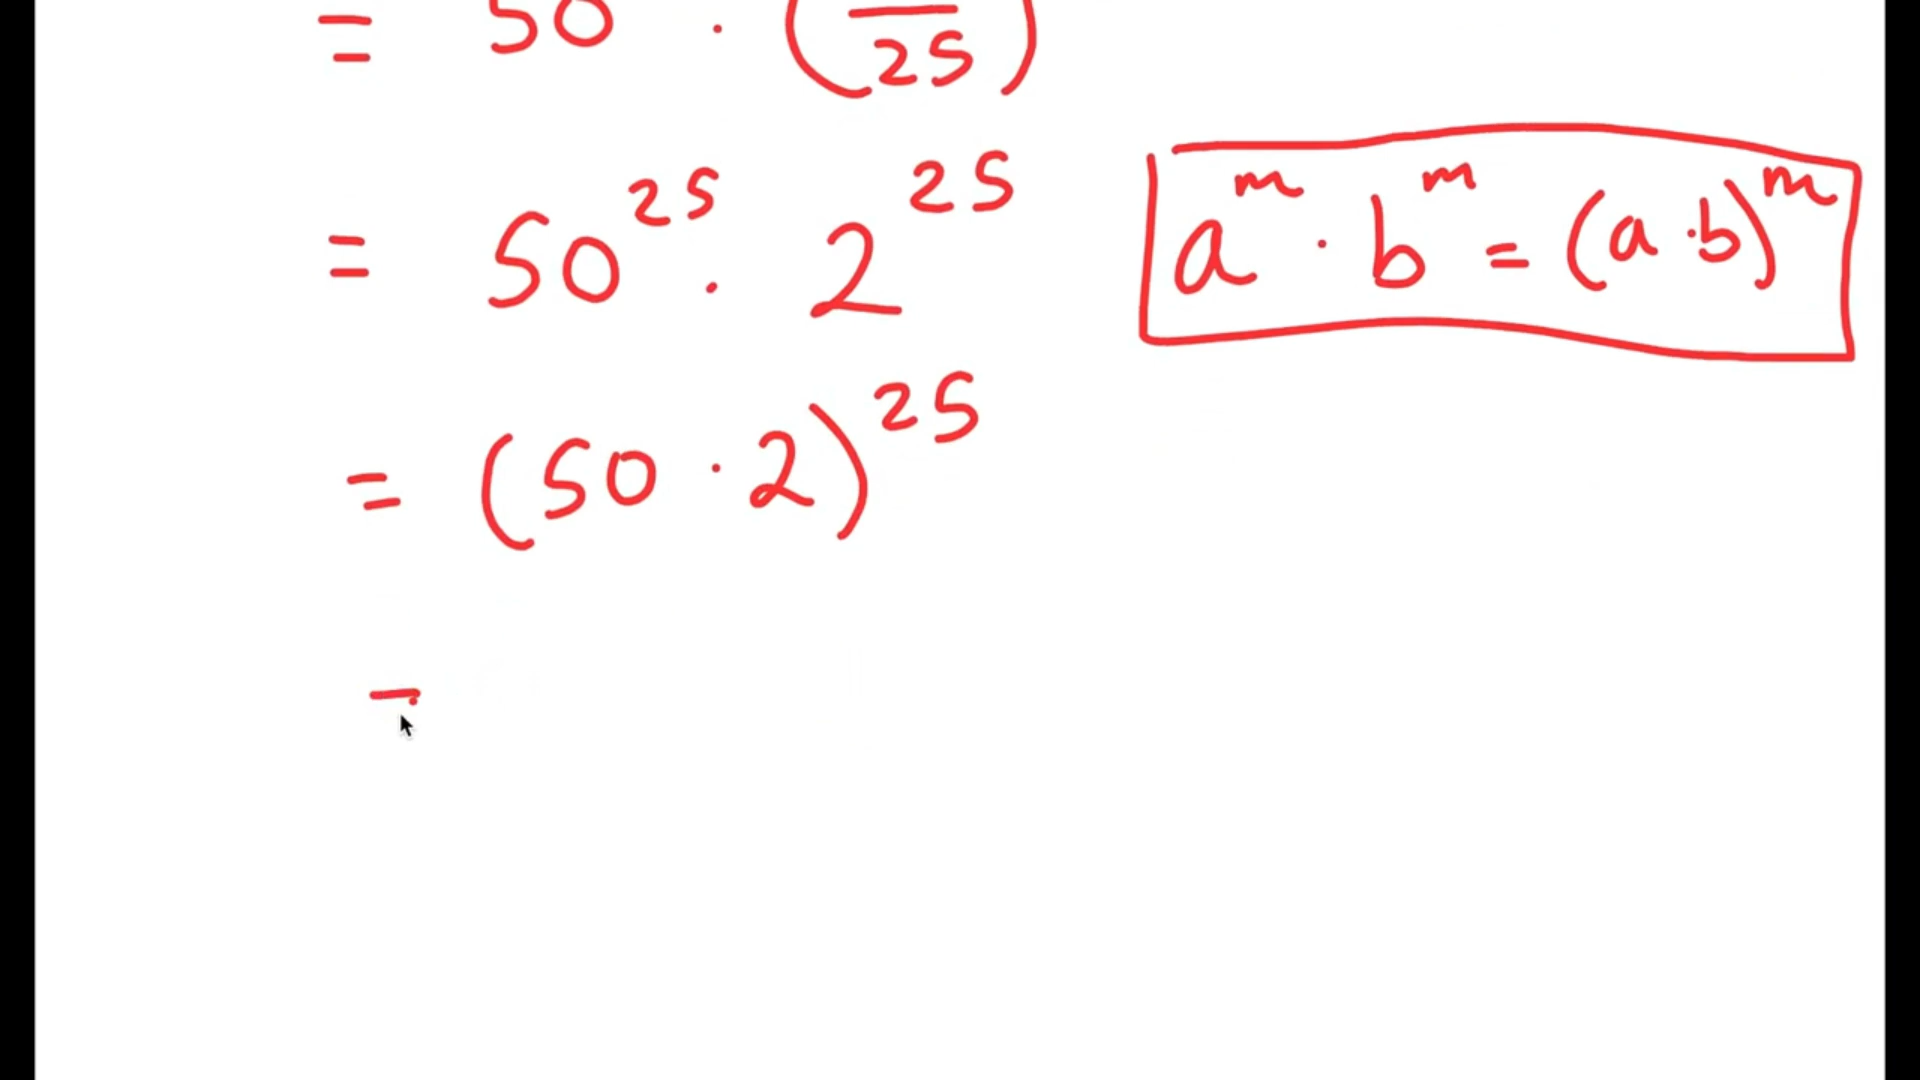 = 50 · (—/25)
= 50^25 · 2^25
a^m · b^m = (a · b)^m
= (50 · 2)^25